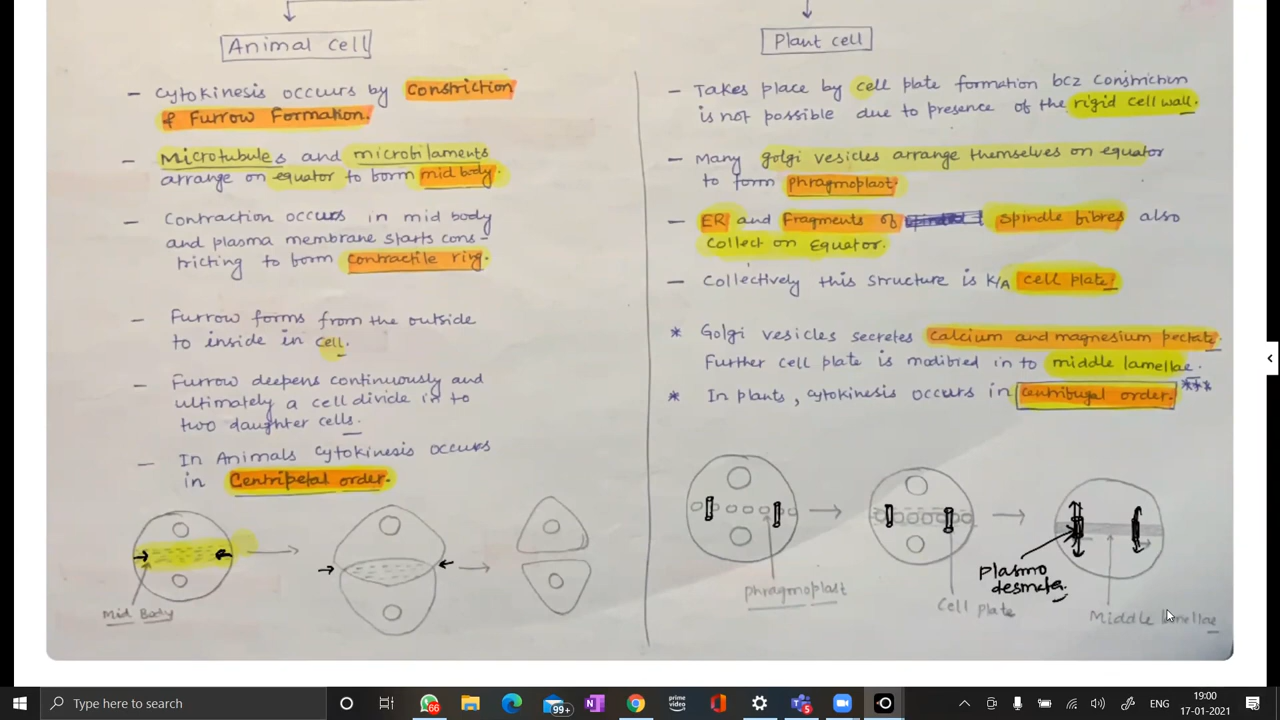 Animal cell
- Cytokinesis occurs by constriction
& Furrow Formation.
- Microtubules and microfilaments
arrange on equator to form mid body.
- Contraction occurs in mid body
and plasma membrane starts cons-
tricting to form contractile ring.
- Furrow forms from the outside
to inside in cell.
- Furrow deepens continuously and
ultimately a cell divide in to
two daughter cells.
- In Animals cytokinesis occurs
in Centripetal order.
Mid Body
Plant cell
- Takes place by cell plate formation bcz constriction
is not possible due to presence of the rigid cell wall.
- Many golgi vesicles arrange themselves on equator
to form phragmoplast.
- ER and Fragments of spindle fibres also
collect on Equator.
- Collectively this structure is K/A cell plate.
* Golgi vesicles secretes calcium and magnesium pectate.
Further cell plate is modified in to middle lamellae.
* In plants, cytokinesis occurs in centrifugal order. ***
phragmoplast
Cell plate
Plasmo
desmata.
Middle lamellae
Type here to search
66
99+
5
ENG
19:00
17-01-2021
prime
video